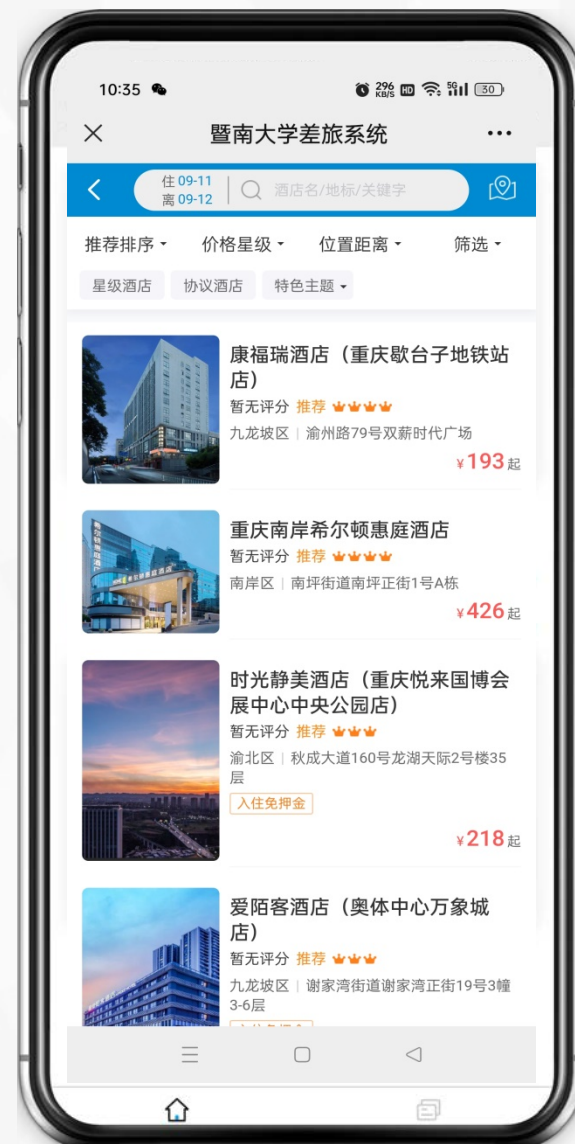 10:35
296 KB/S HD 5G 30
暨南大学差旅系统
住 09-11
离 09-12
酒店名/地标/关键字
推荐排序 价格星级 位置距离 筛选
星级酒店 协议酒店 特色主题
康福瑞酒店（重庆歇台子地铁站
店）
暂无评分 推荐
九龙坡区 | 渝州路79号双薪时代广场
¥193起
重庆南岸希尔顿惠庭酒店
暂无评分 推荐
南岸区 | 南坪街道南坪正街1号A栋
¥426起
时光静美酒店（重庆悦来国博会
展中心中央公园店）
暂无评分 推荐
渝北区 | 秋成大道160号龙湖天际2号楼35
层
入住免押金
¥218起
爱陌客酒店（奥体中心万象城
店）
暂无评分 推荐
九龙坡区 | 谢家湾街道谢家湾正街19号3幢
3-6层